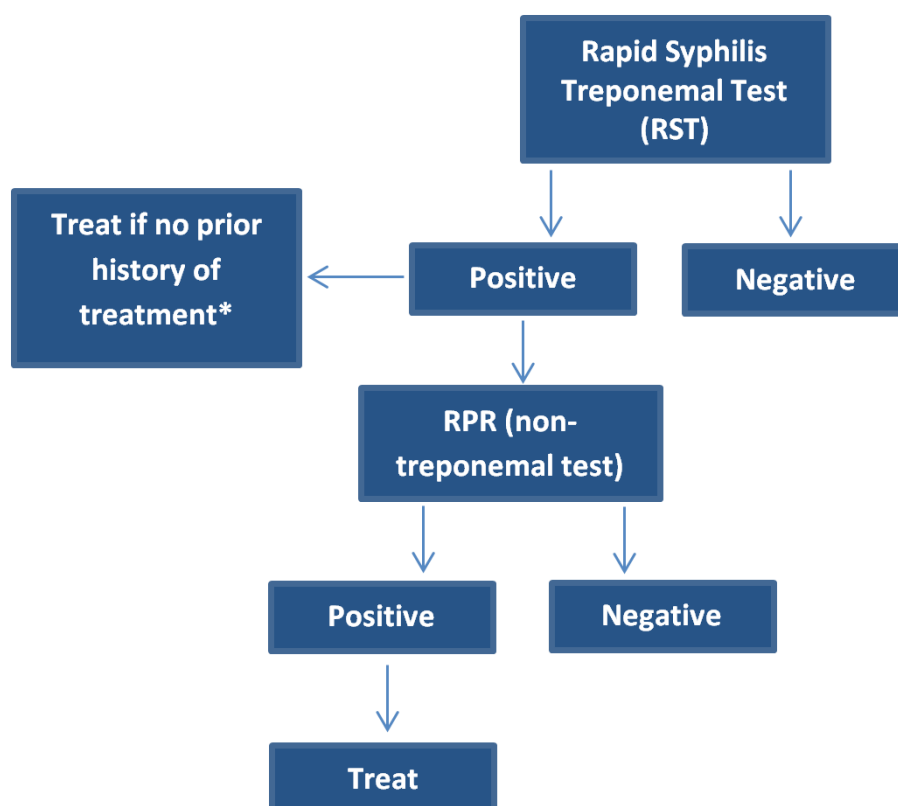 Rapid Syphilis
Treponemal Test
(RST)
Treat if no prior
history of
treatment*
Positive
Negative
RPR (non-
treponemal test)
Positive
Negative
Treat